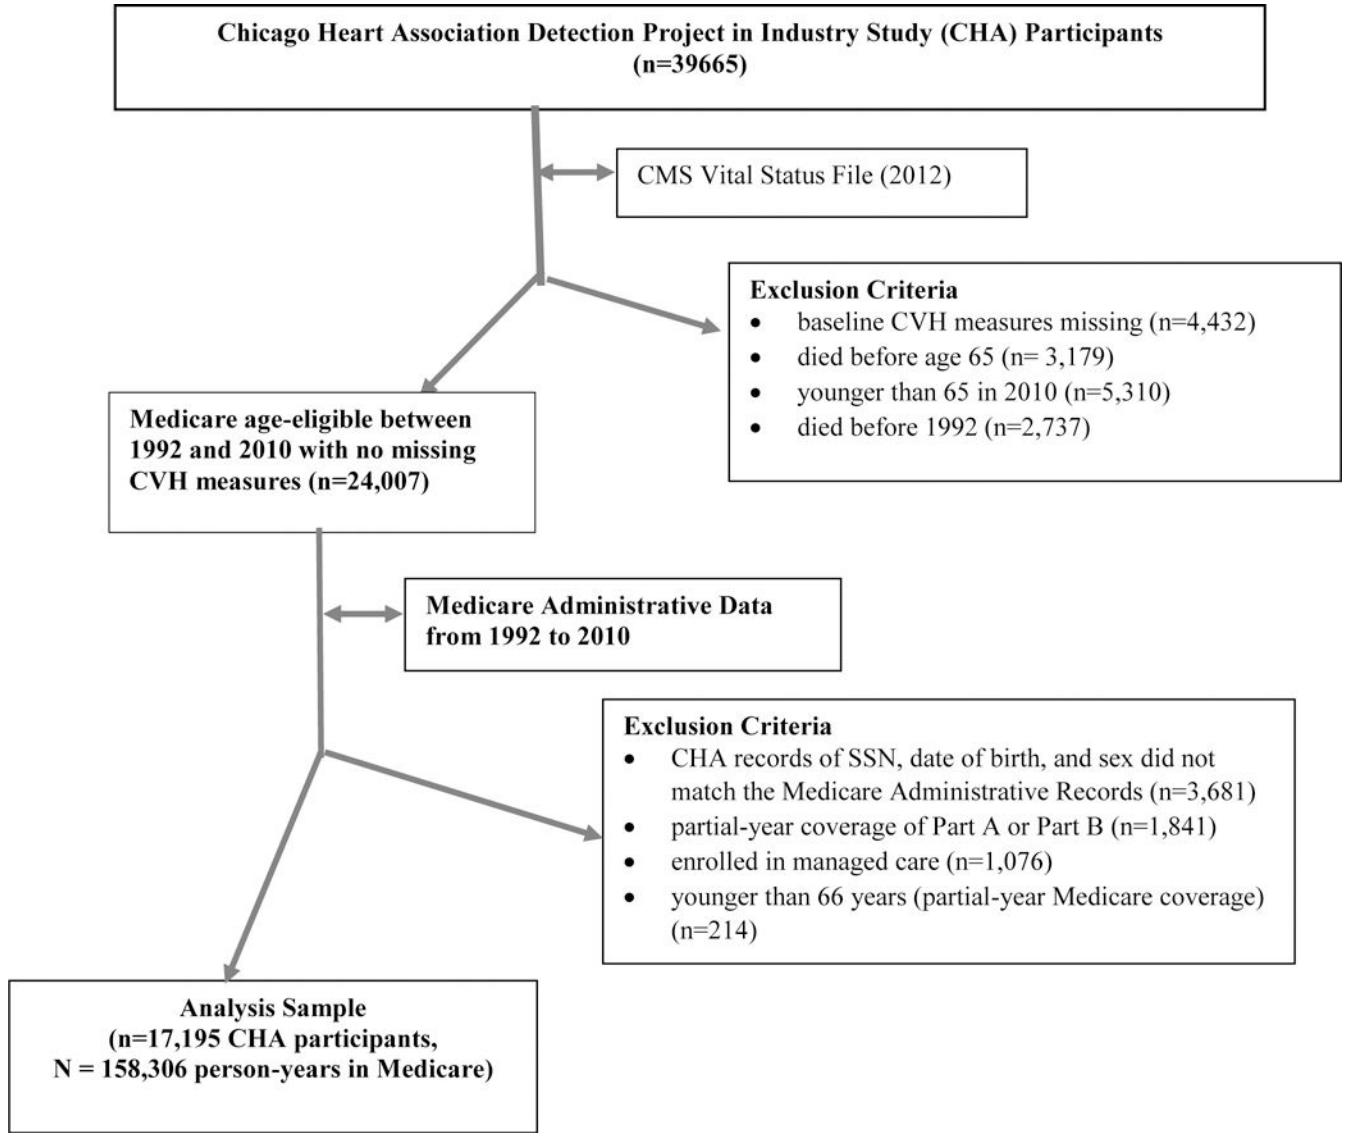 Chicago Heart Association Detection Project in Industry Study (CHA) Participants
(n=39665)
CMS Vital Status File (2012)
Exclusion Criteria
• baseline CVH measures missing (n=4,432)
• died before age 65 (n= 3,179)
• younger than 65 in 2010 (n=5,310)
• died before 1992 (n=2,737)
Medicare age-eligible between
1992 and 2010 with no missing
CVH measures (n=24,007)
Medicare Administrative Data
from 1992 to 2010
Exclusion Criteria
• CHA records of SSN, date of birth, and sex did not
match the Medicare Administrative Records (n=3,681)
• partial-year coverage of Part A or Part B (n=1,841)
• enrolled in managed care (n=1,076)
• younger than 66 years (partial-year Medicare coverage)
(n=214)
Analysis Sample
(n=17,195 CHA participants,
N = 158,306 person-years in Medicare)